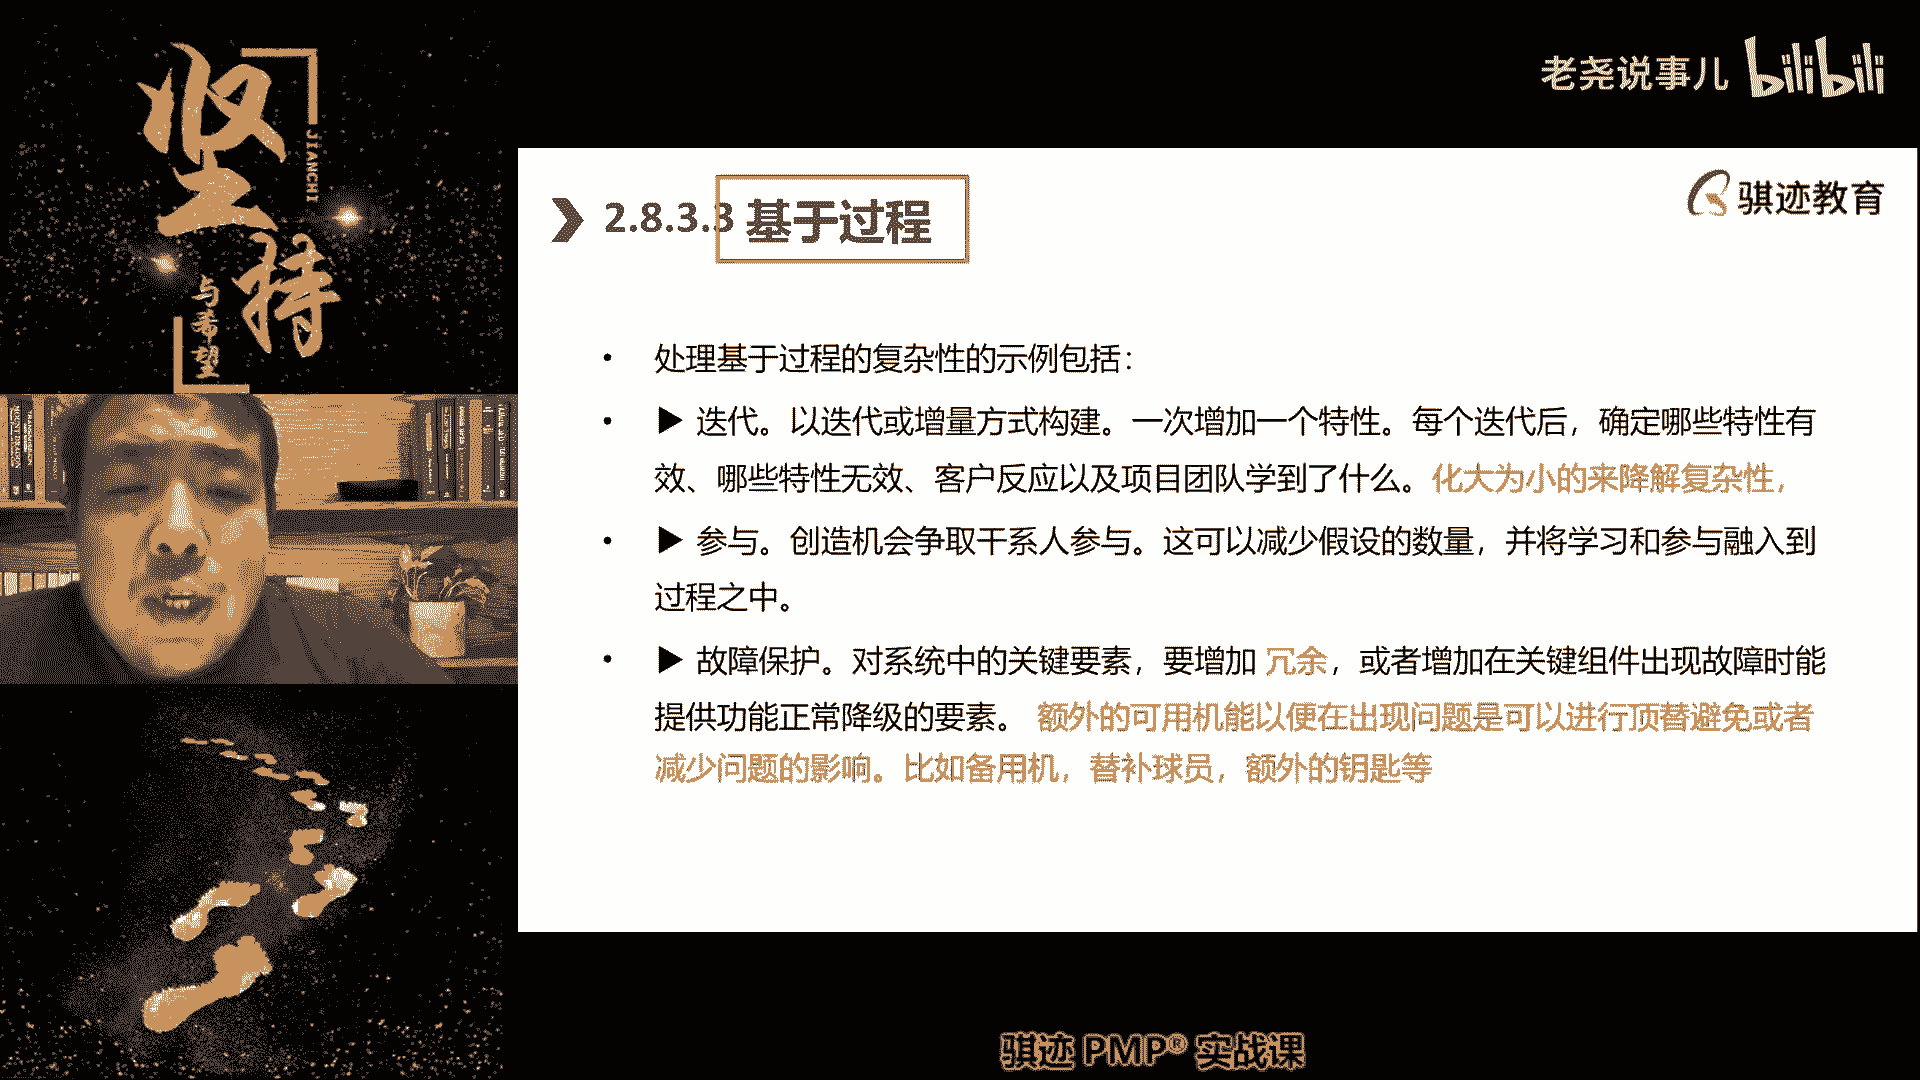 坚持
JIANCHI
与希望
老尧说事儿 bilibili
骐迹教育
2.8.3.3 基于过程
• 处理基于过程的复杂性的示例包括：
• ▶ 迭代。以迭代或增量方式构建。一次增加一个特性。每个迭代后，确定哪些特性有
效、哪些特性无效、客户反应以及项目团队学到了什么。化大为小的来降解复杂性，
• ▶ 参与。创造机会争取干系人参与。这可以减少假设的数量，并将学习和参与融入到
过程之中。
• ▶ 故障保护。对系统中的关键要素，要增加 冗余，或者增加在关键组件出现故障时能
提供功能正常降级的要素。 额外的可用机能以便在出现问题是可以进行顶替避免或者
减少问题的影响。比如备用机，替补球员，额外的钥匙等
骐迹 PMP® 实战课